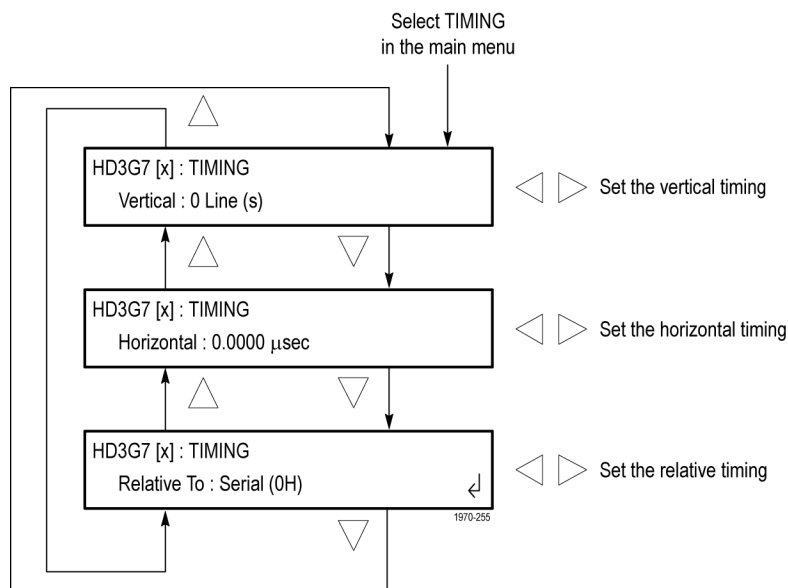 Select TIMING
in the main menu
HD3G7 [x] : TIMING
Vertical : 0 Line (s)
Set the vertical timing
HD3G7 [x] : TIMING
Horizontal : 0.0000 μsec
Set the horizontal timing
HD3G7 [x] : TIMING
Relative To : Serial (0H)
Set the relative timing
1970-255